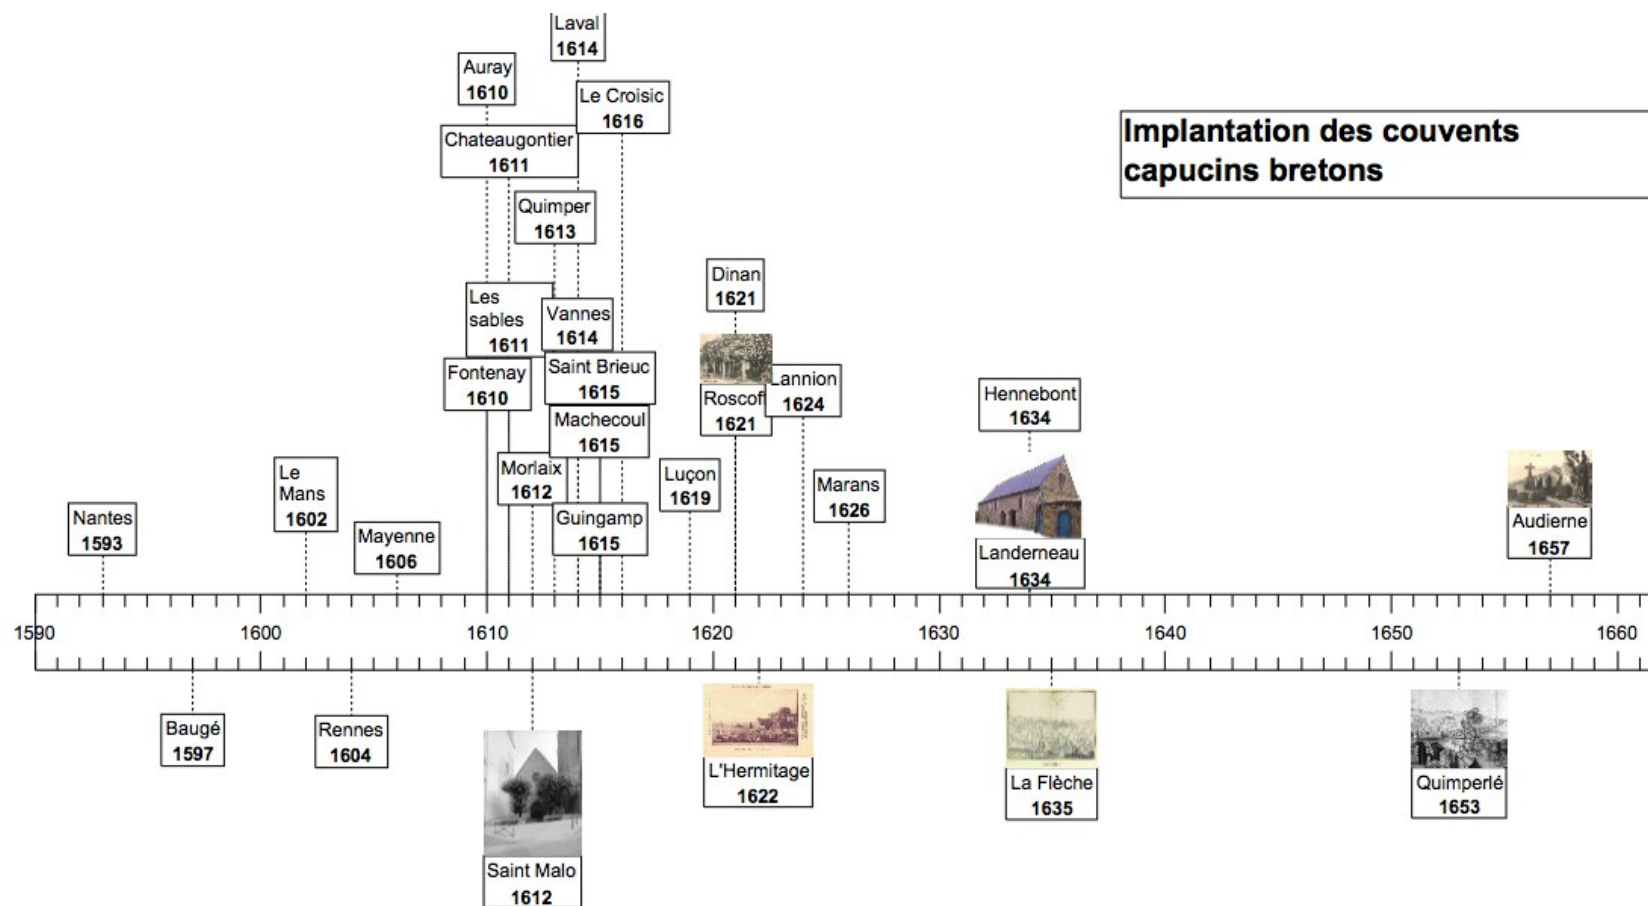 Laval
1614
Auray
1610
Le Croisic
1616
Chateaugontier
1611
Implantation des couvents
capucins bretons
Quimper
1613
Dinan
1621
Les
sables
1611
Vannes
1614
Fontenay
1610
Saint Brieuc
1615
Roscoff
1621
Lannion
1624
Hennebont
1634
Machecoul
1615
Le
Mans
1602
Morlaix
1612
Luçon
1619
Marans
1626
Nantes
1593
Mayenne
1606
Guingamp
1615
Landerneau
1634
Audierne
1657
1590
1600
1610
1620
1630
1640
1650
1660
Baugé
1597
Rennes
1604
Saint Malo
1612
L'Hermitage
1622
La Flèche
1635
Quimperlé
1653